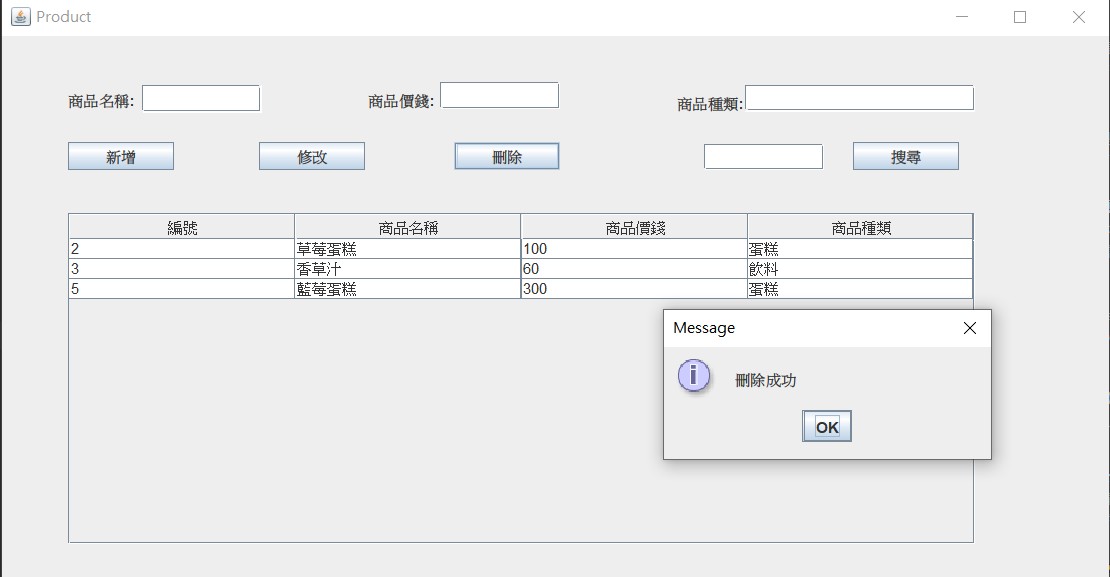 Product
商品名稱:
商品價錢:
商品種類:
新增
修改
刪除
搜尋
編號 商品名稱 商品價錢 商品種類
2 草莓蛋糕 100 蛋糕
3 香草汁 60 飲料
5 藍莓蛋糕 300 蛋糕
Message
刪除成功
OK